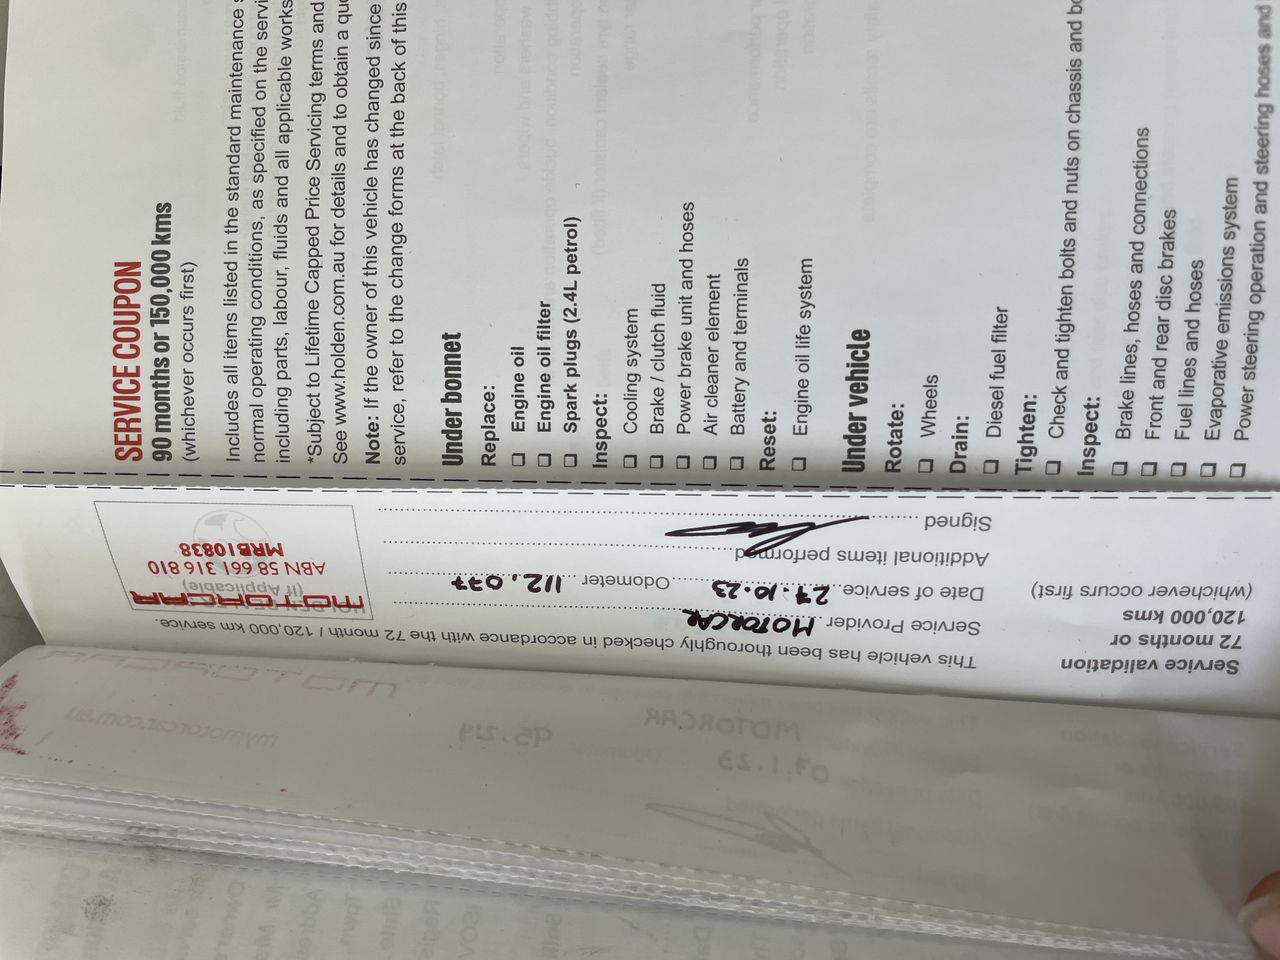 SERVICE COUPON
90 months or 150,000 kms
(whichever occurs first)
Includes all items listed in the standard maintenance
normal operating conditions, as specified on the
including parts, labour, fluids and all applicable
*Subject to Lifetime Capped Price Servicing terms and
See www.holden.com.au for details and to obtain a
Note: If the owner of this vehicle has changed since
service, refer to the change forms at the back of this
Under bonnet
Replace:
Engine oil
Engine oil filter
Spark plugs (2.4L petrol)
Inspect:
Cooling system
Brake / clutch fluid
Power brake unit and hoses
Air cleaner element
Battery and terminals
Reset:
Engine oil life system
Under vehicle
Rotate:
Wheels
Drain:
Diesel fuel filter
Tighten:
Check and tighten bolts and nuts on chassis and
Inspect:
Brake lines, hoses and connections
Front and rear disc brakes
Fuel lines and hoses
Evaporative emissions system
Power steering operation and steering hoses and
Service validation
72 months or
120,000 kms
(whichever occurs first)
This vehicle has been thoroughly checked in accordance with the 72 month / 120,000 km service.
Service Provider MOTORCAR
Date of service 27.10.23 Odometer 112,077
Additional items performed
Signed
MOTORCAR
(If Applicable)
ABN 58 661 316 810
MRB10838